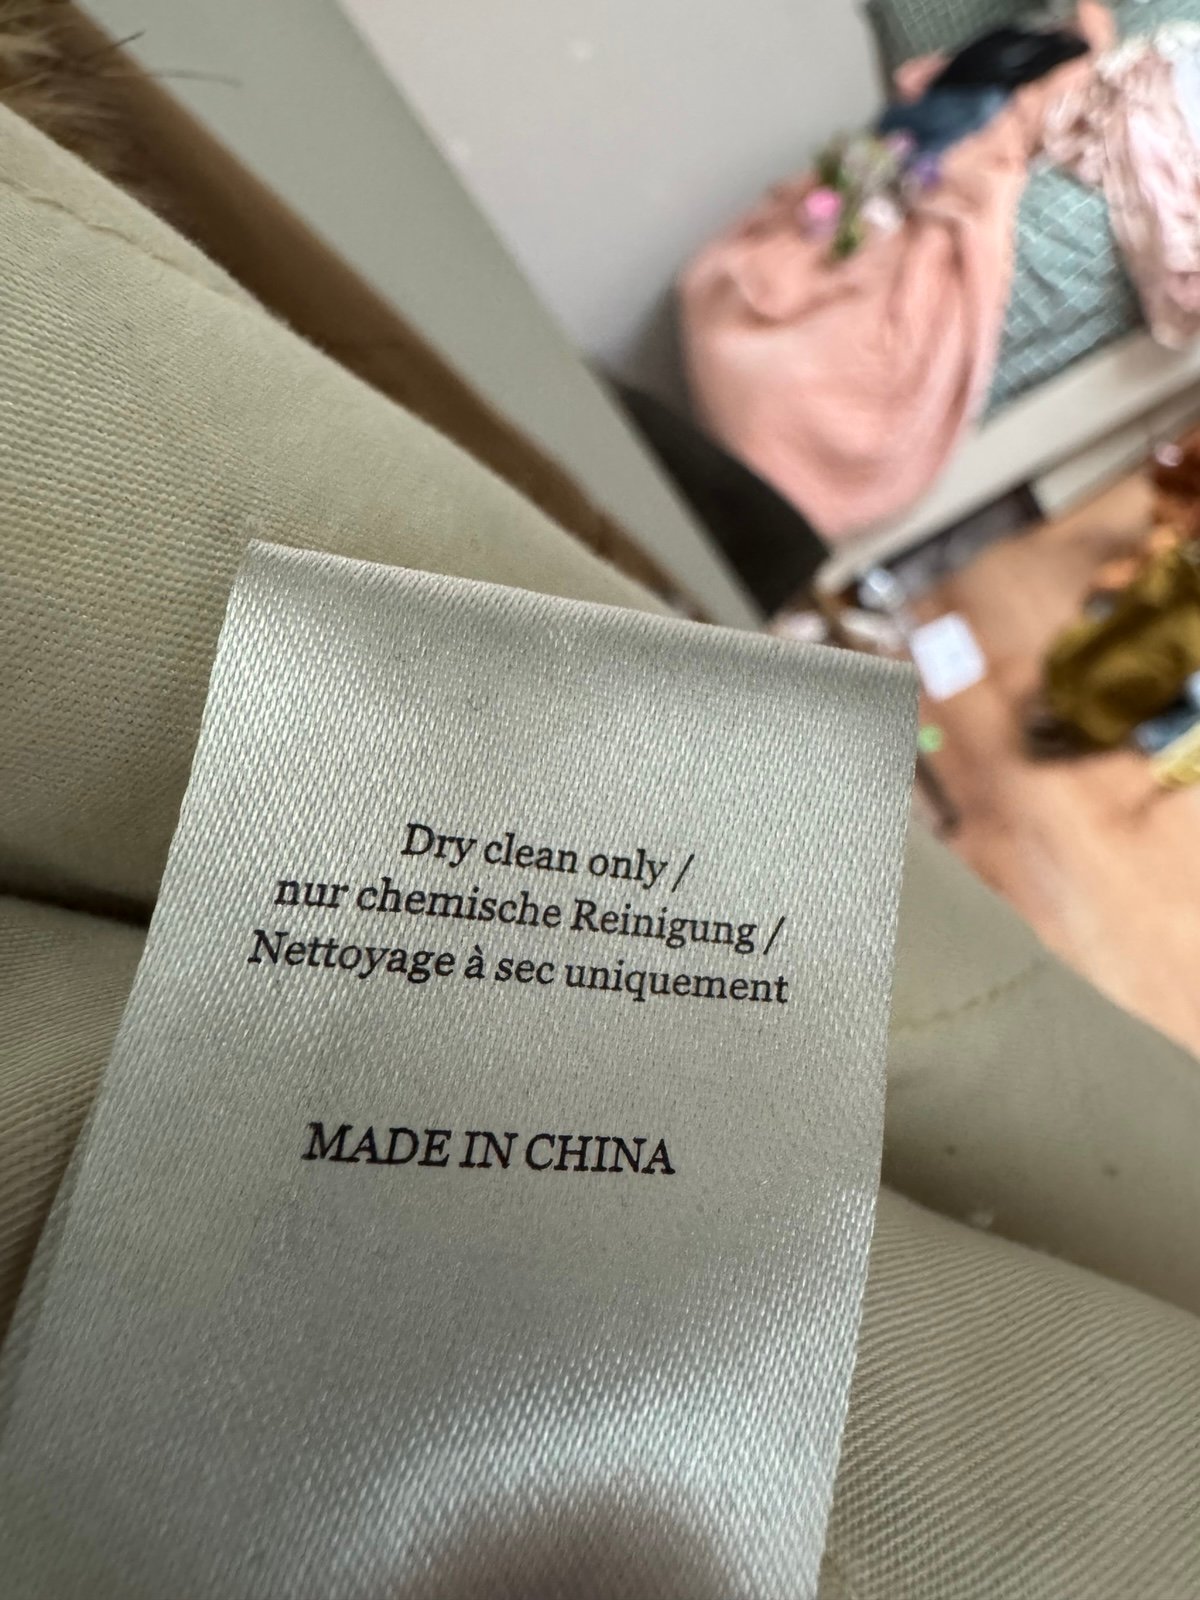 Dry clean only /
nur chemische Reinigung /
Nettoyage à sec uniquement
MADE IN CHINA